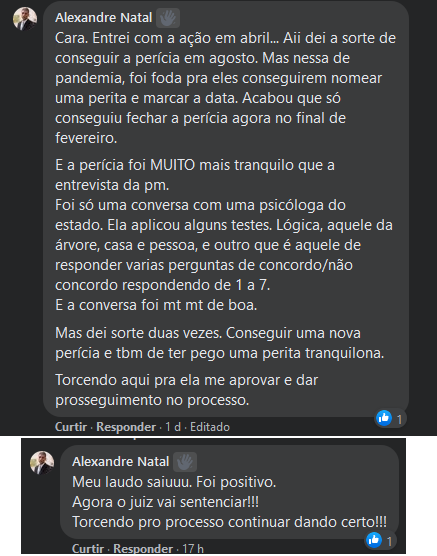 Alexandre Natal
Cara. Entrei com a ação em abril... Aii dei a sorte de
conseguir a perícia em agosto. Mas nessa de
pandemia, foi foda pra eles conseguirem nomear
uma perita e marcar a data. Acabou que só
conseguiu fechar a perícia agora no final de
fevereiro.
E a perícia foi MUITO mais tranquilo que a
entrevista da pm.
Foi só uma conversa com uma psicóloga do
estado. Ela aplicou alguns testes. Lógica, aquele da
árvore, casa e pessoa, e outro que é aquele de
responder varias perguntas de concordo/não
concordo respondendo de 1 a 7.
E a conversa foi mt mt de boa.
Mas dei sorte duas vezes. Conseguir uma nova
perícia e tbm de ter pego uma perita tranquilona.
Torcendo aqui pra ela me aprovar e dar
prosseguimento no processo.
1
Curtir · Responder · 1 d · Editado
Alexandre Natal
Meu laudo saiuuu. Foi positivo.
Agora o juiz vai sentenciar!!!
Torcendo pro processo continuar dando certo!!!
1
Curtir · Responder · 17 h